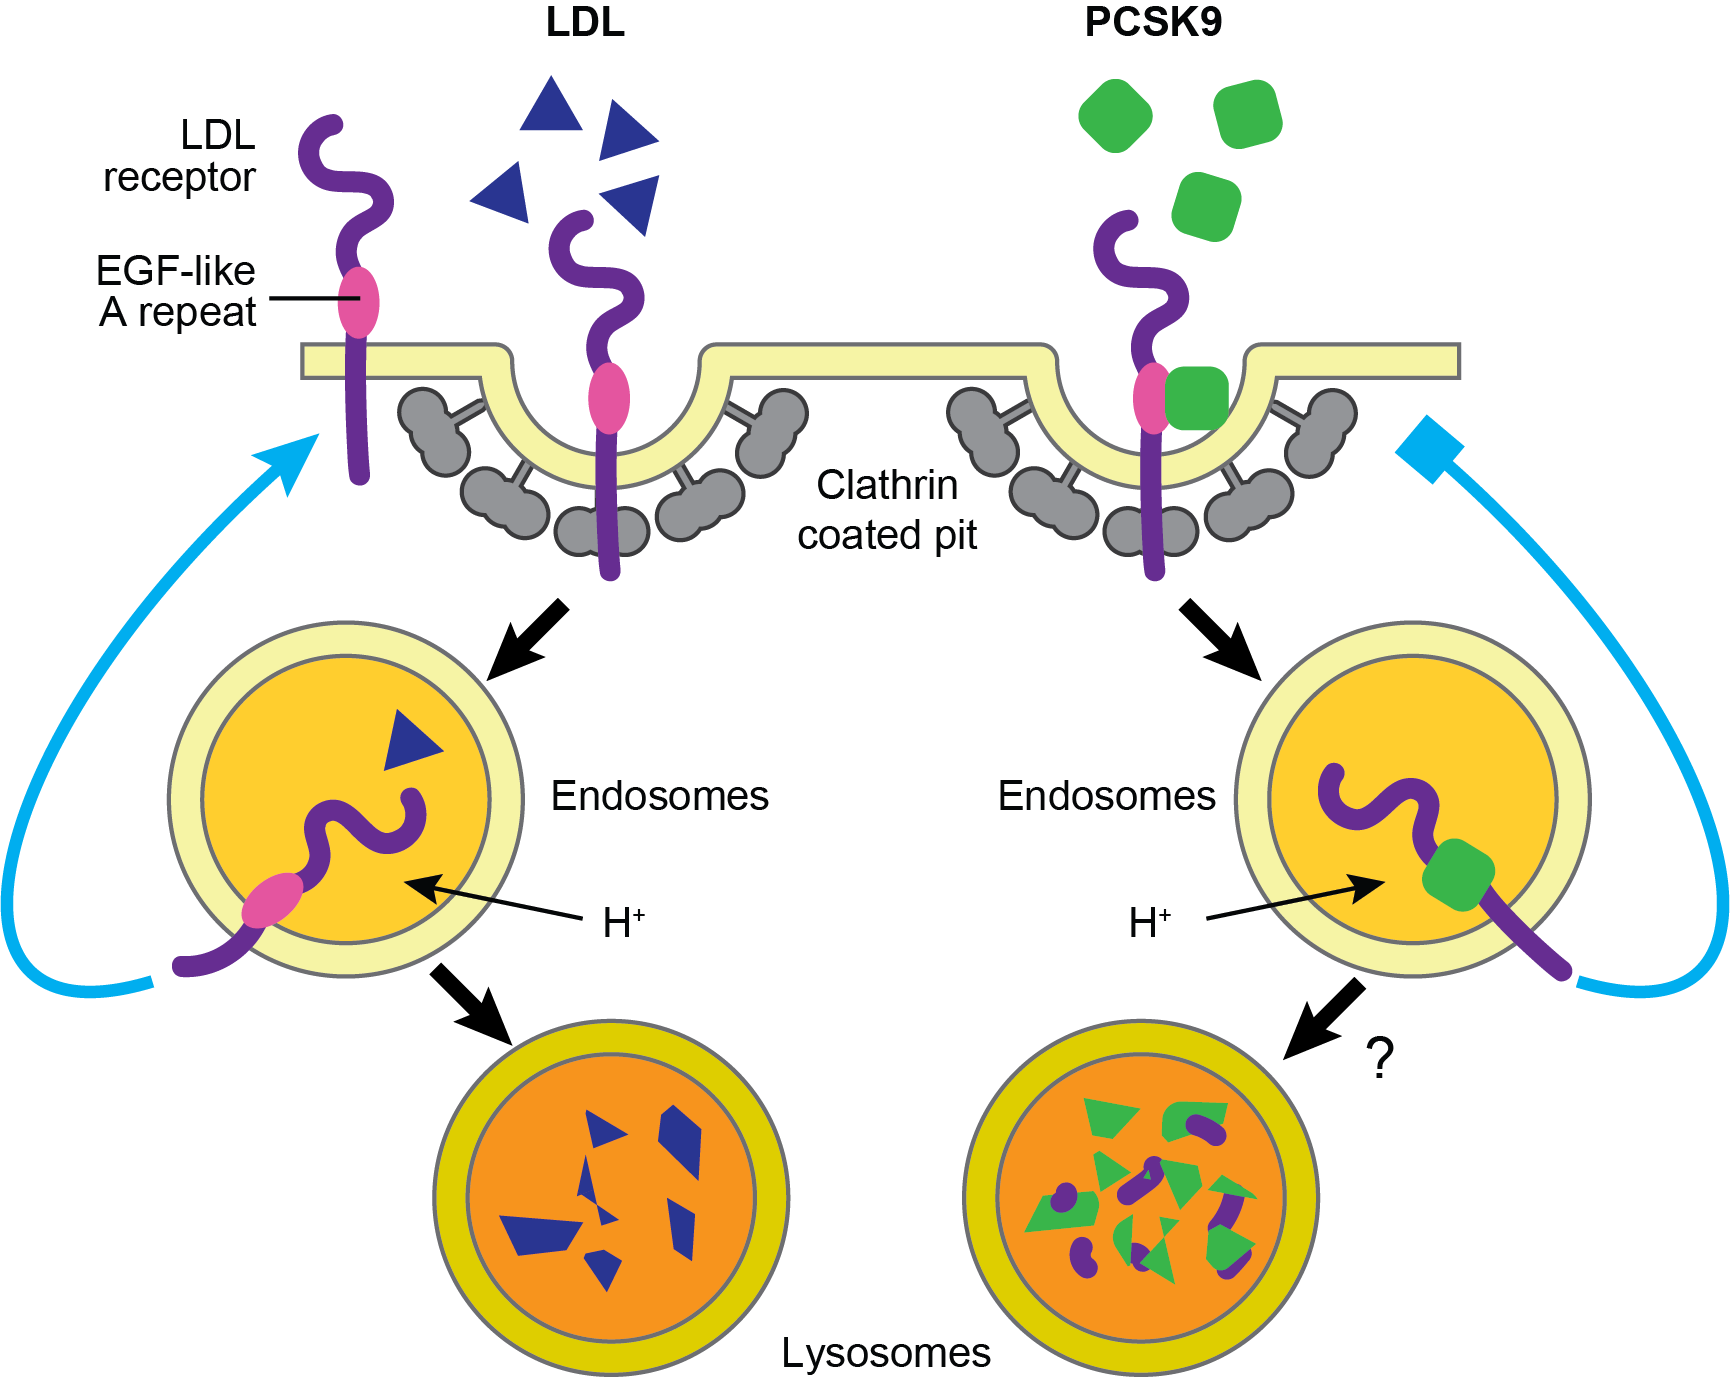 LDL
PCSK9
LDL
receptor
EGF-like
A repeat
Clathrin
coated pit
Endosomes
Endosomes
H⁺
H⁺
?
Lysosomes